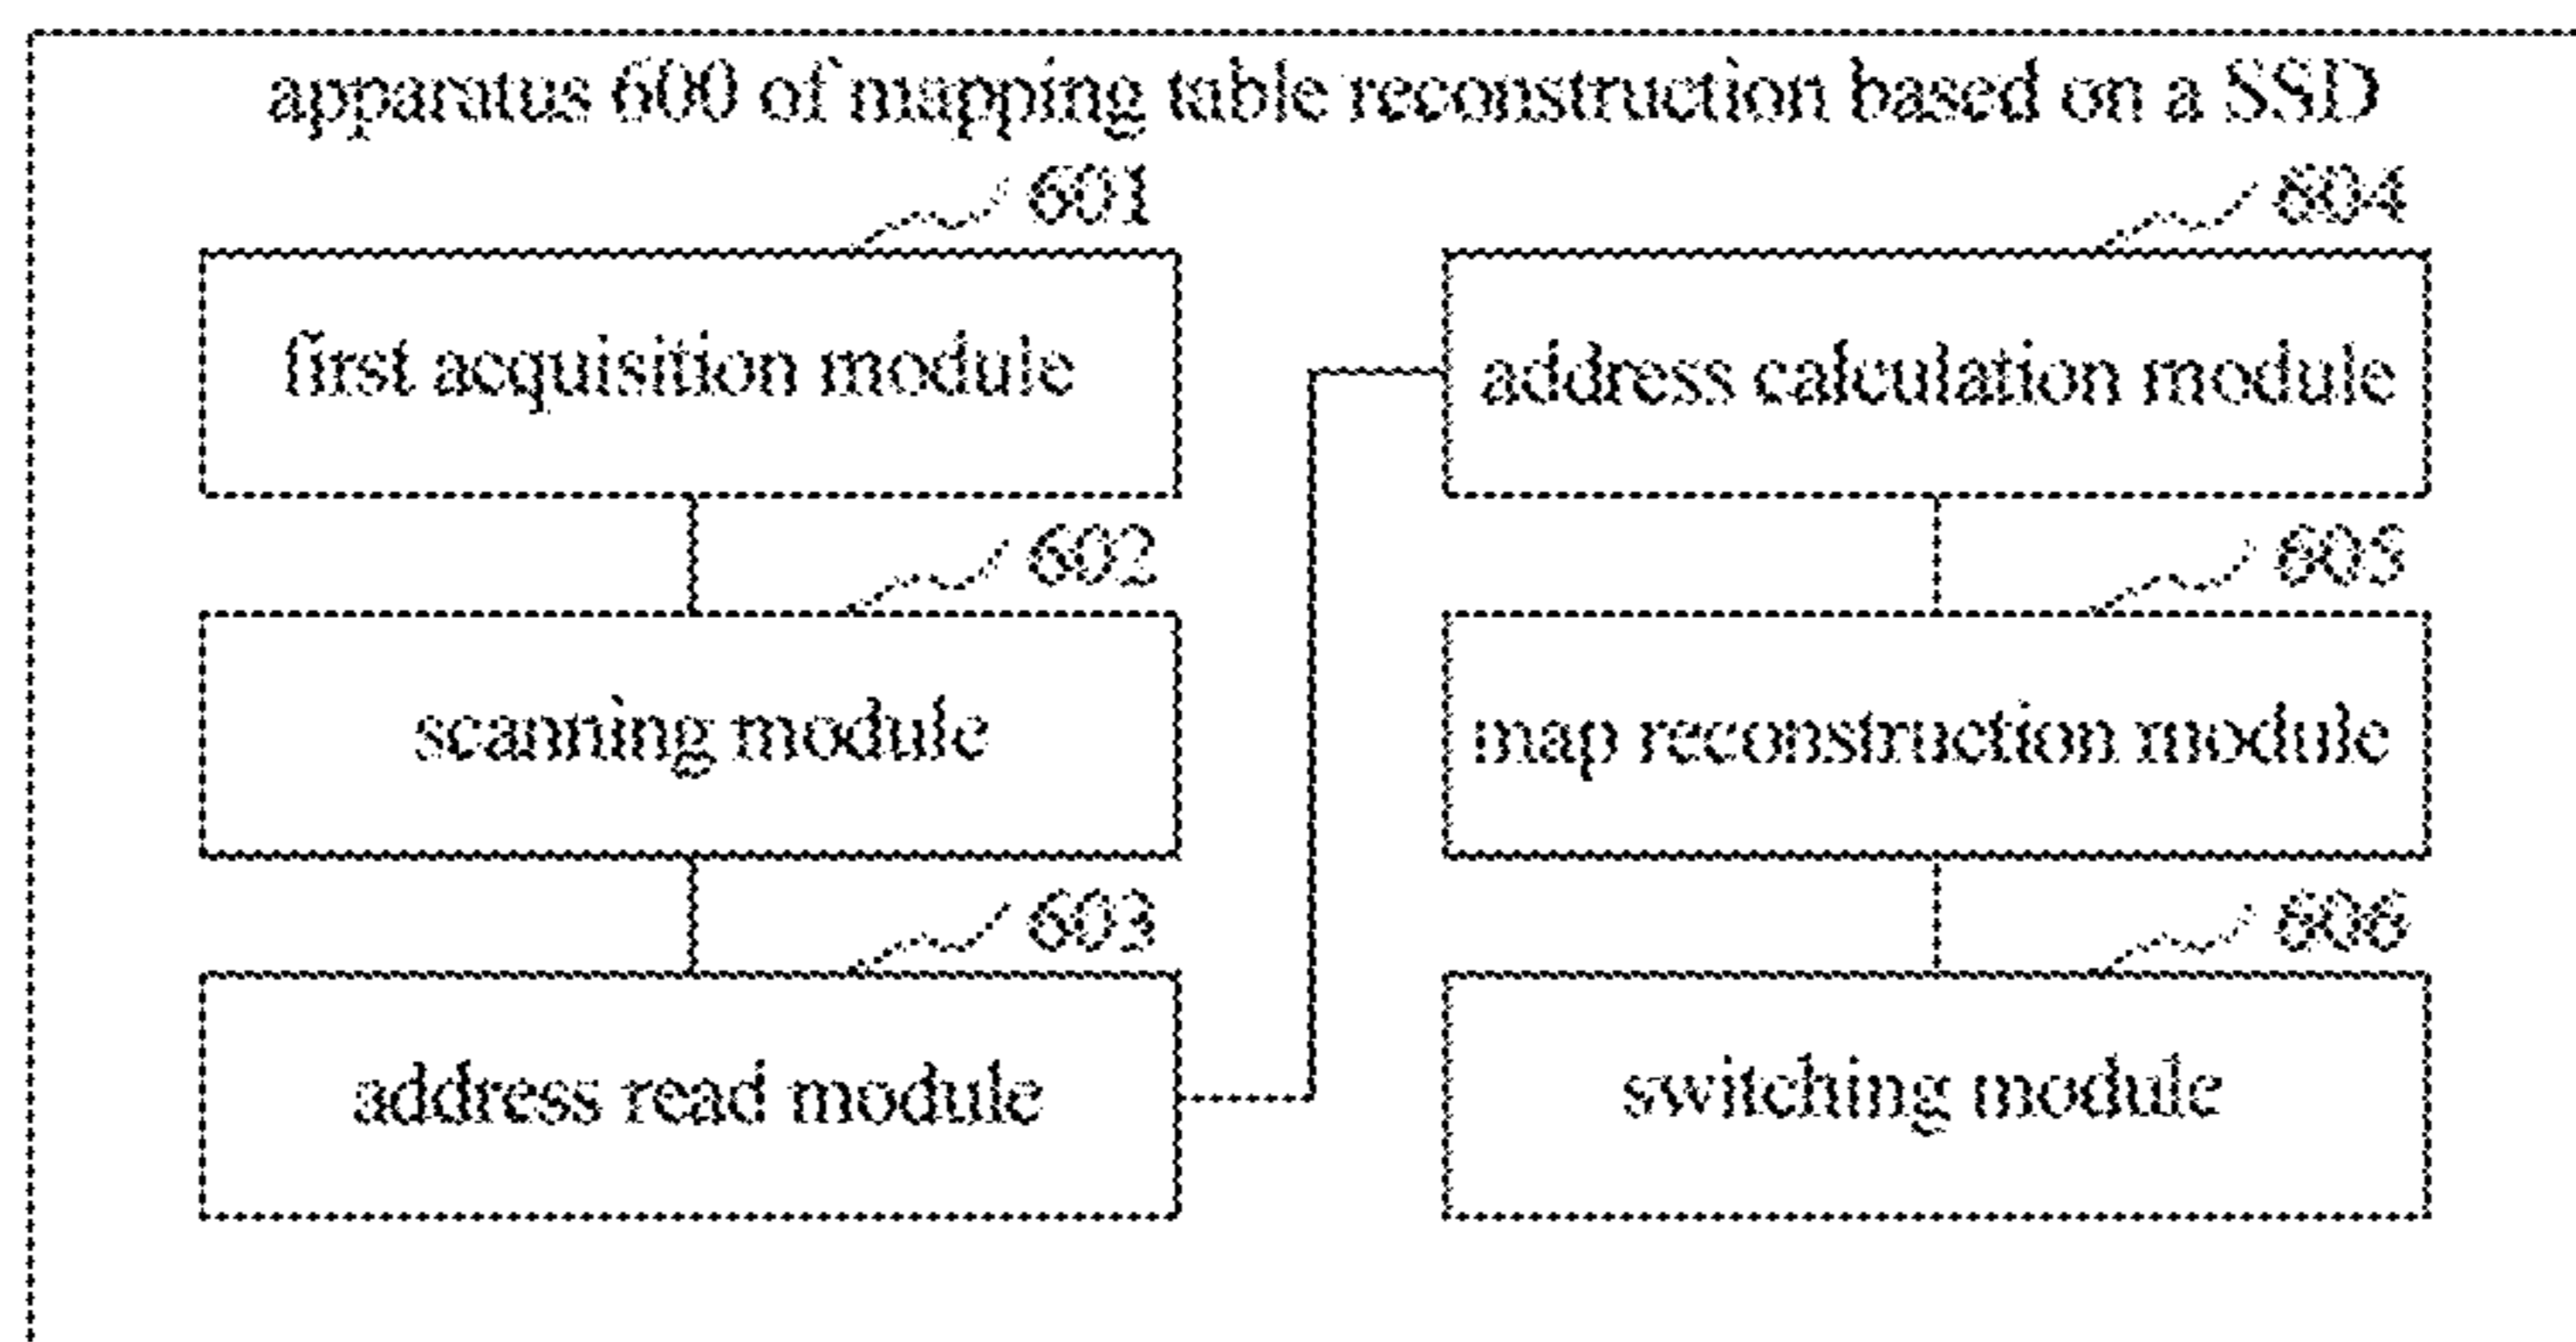 apparatus 600 of mapping table reconstruction based on a SSD
601
first acquisition module
602
scanning module
603
address read module
604
address calculation module
605
map reconstruction module
606
switching module